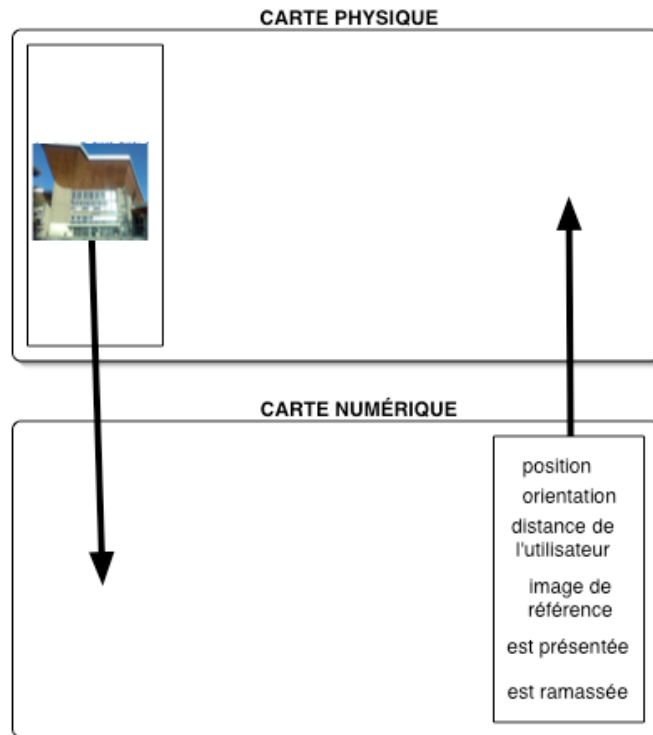 CARTE PHYSIQUE
CARTE NUMÉRIQUE
position
orientation
distance de
l'utilisateur
image de
référence
est présentée
est ramassée